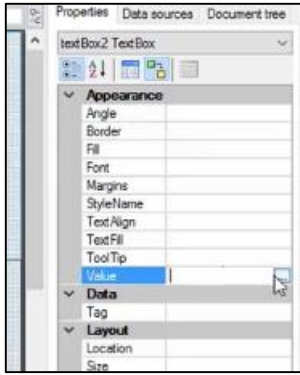 Properties Data sources Document tree
textBox2 TextBox
Appearance
Angle
Border
Fill
Font
Margins
StyleName
TextAlign
TextFill
ToolTip
Value
Data
Tag
Layout
Location
Size